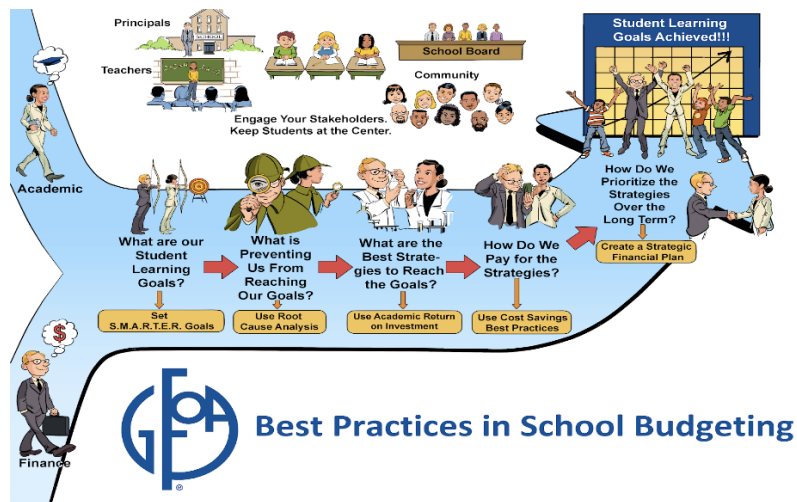 Principals
SCHOOL
Teachers
School Board
Community
Engage Your Stakeholders.
Keep Students at the Center.
Student Learning
Goals Achieved!!!
Academic
What are our
Student
Learning
Goals?
Set
S.M.A.R.T.E.R. Goals
What is
Preventing
Us From
Reaching
Our Goals?
Use Root
Cause Analysis
What are the
Best Strate-
gies to Reach
the Goals?
Use Academic Return
on Investment
How Do We
Pay for the
Strategies?
Use Cost Savings
Best Practices
How Do We
Prioritize the
Strategies
Over the
Long Term?
Create a Strategic
Financial Plan
$
Finance
GFOA
®
Best Practices in School Budgeting